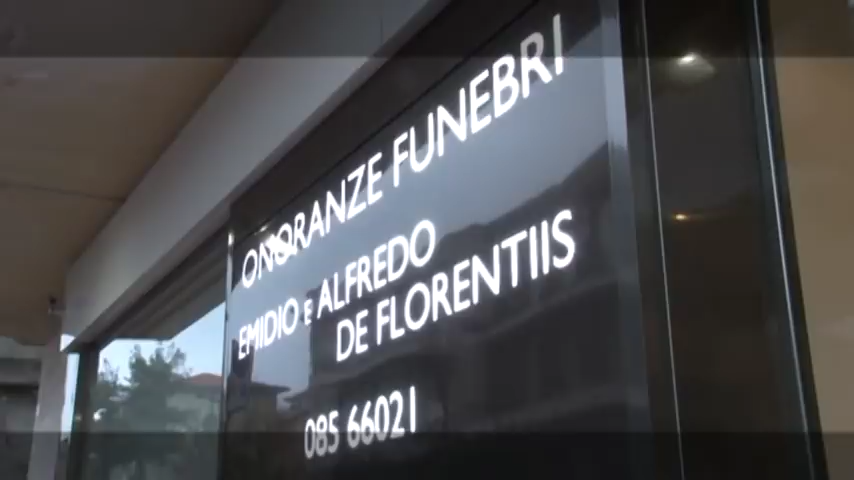 ONORANZE FUNEBRI
EMIDIO E ALFREDO
DE FLORENTIIS
085 66021